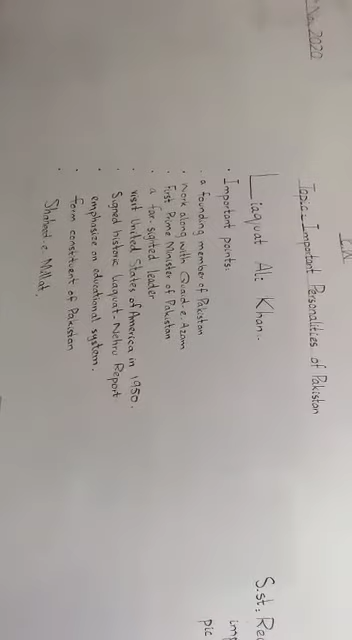 Nov 2020
Topic: Important Personalities of Pakistan
Liaquat Ali Khan.
• Important points.
• a founding member of Pakistan
• work along with Quaid-e-Azam
• First Prime Minister of Pakistan
• a far-sighted leader
• visit United States of America in 1950.
• Signed historic Liaquat-Nehru Report
• emphasize on educational system.
• Form constituent of Pakistan
• Shaheed-e-Millat.
S.st:
imp
pic